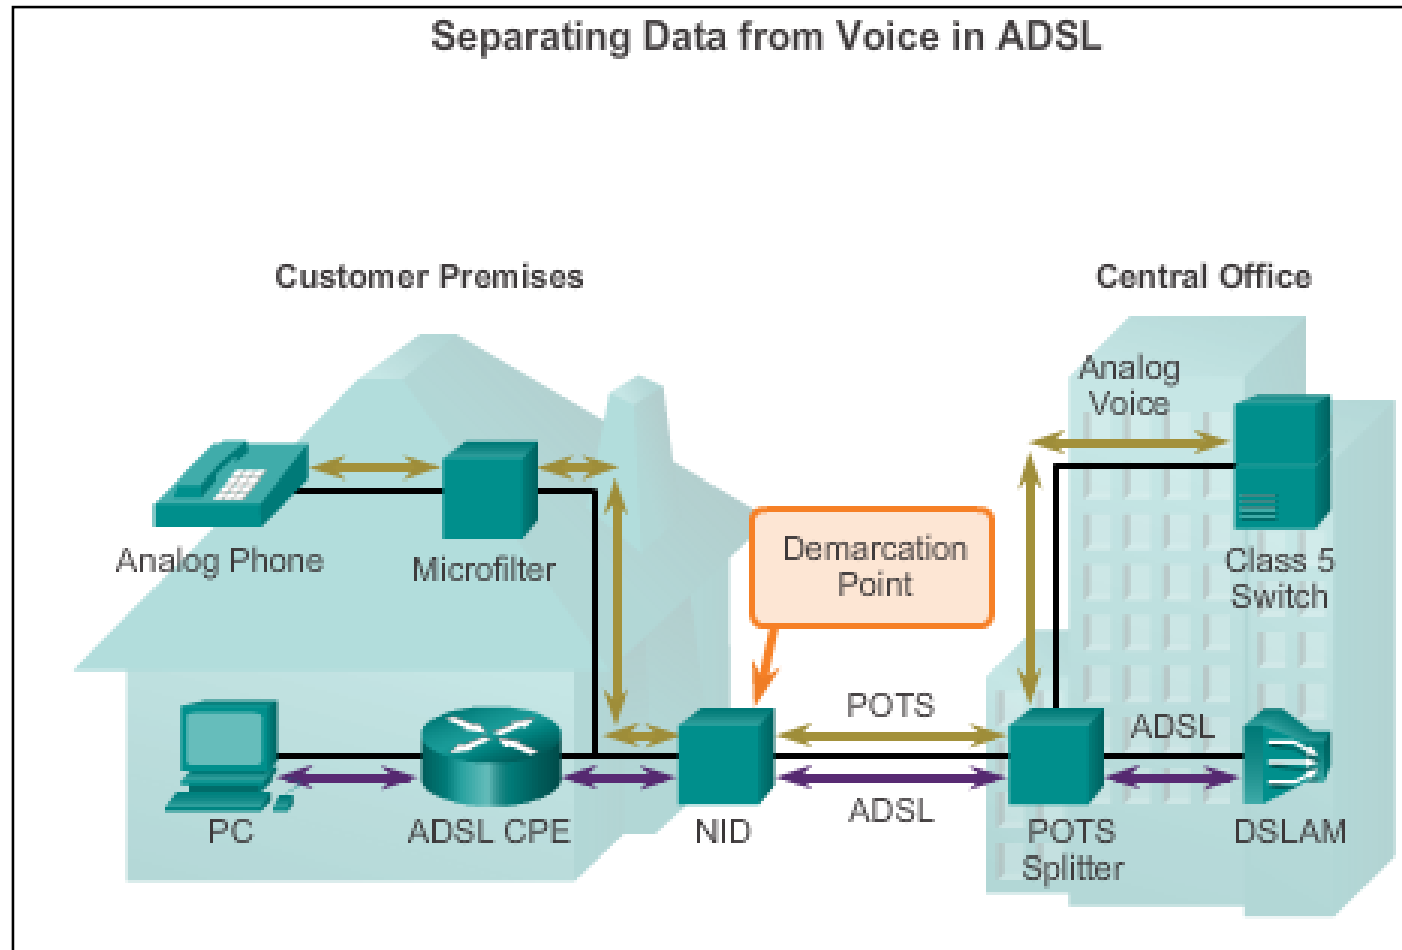 Separating Data from Voice in ADSL
Customer Premises
Central Office
Analog
Voice
Analog Phone
Microfilter
Demarcation
Point
Class 5
Switch
POTS
ADSL
ADSL
PC
ADSL CPE
NID
POTS
Splitter
DSLAM